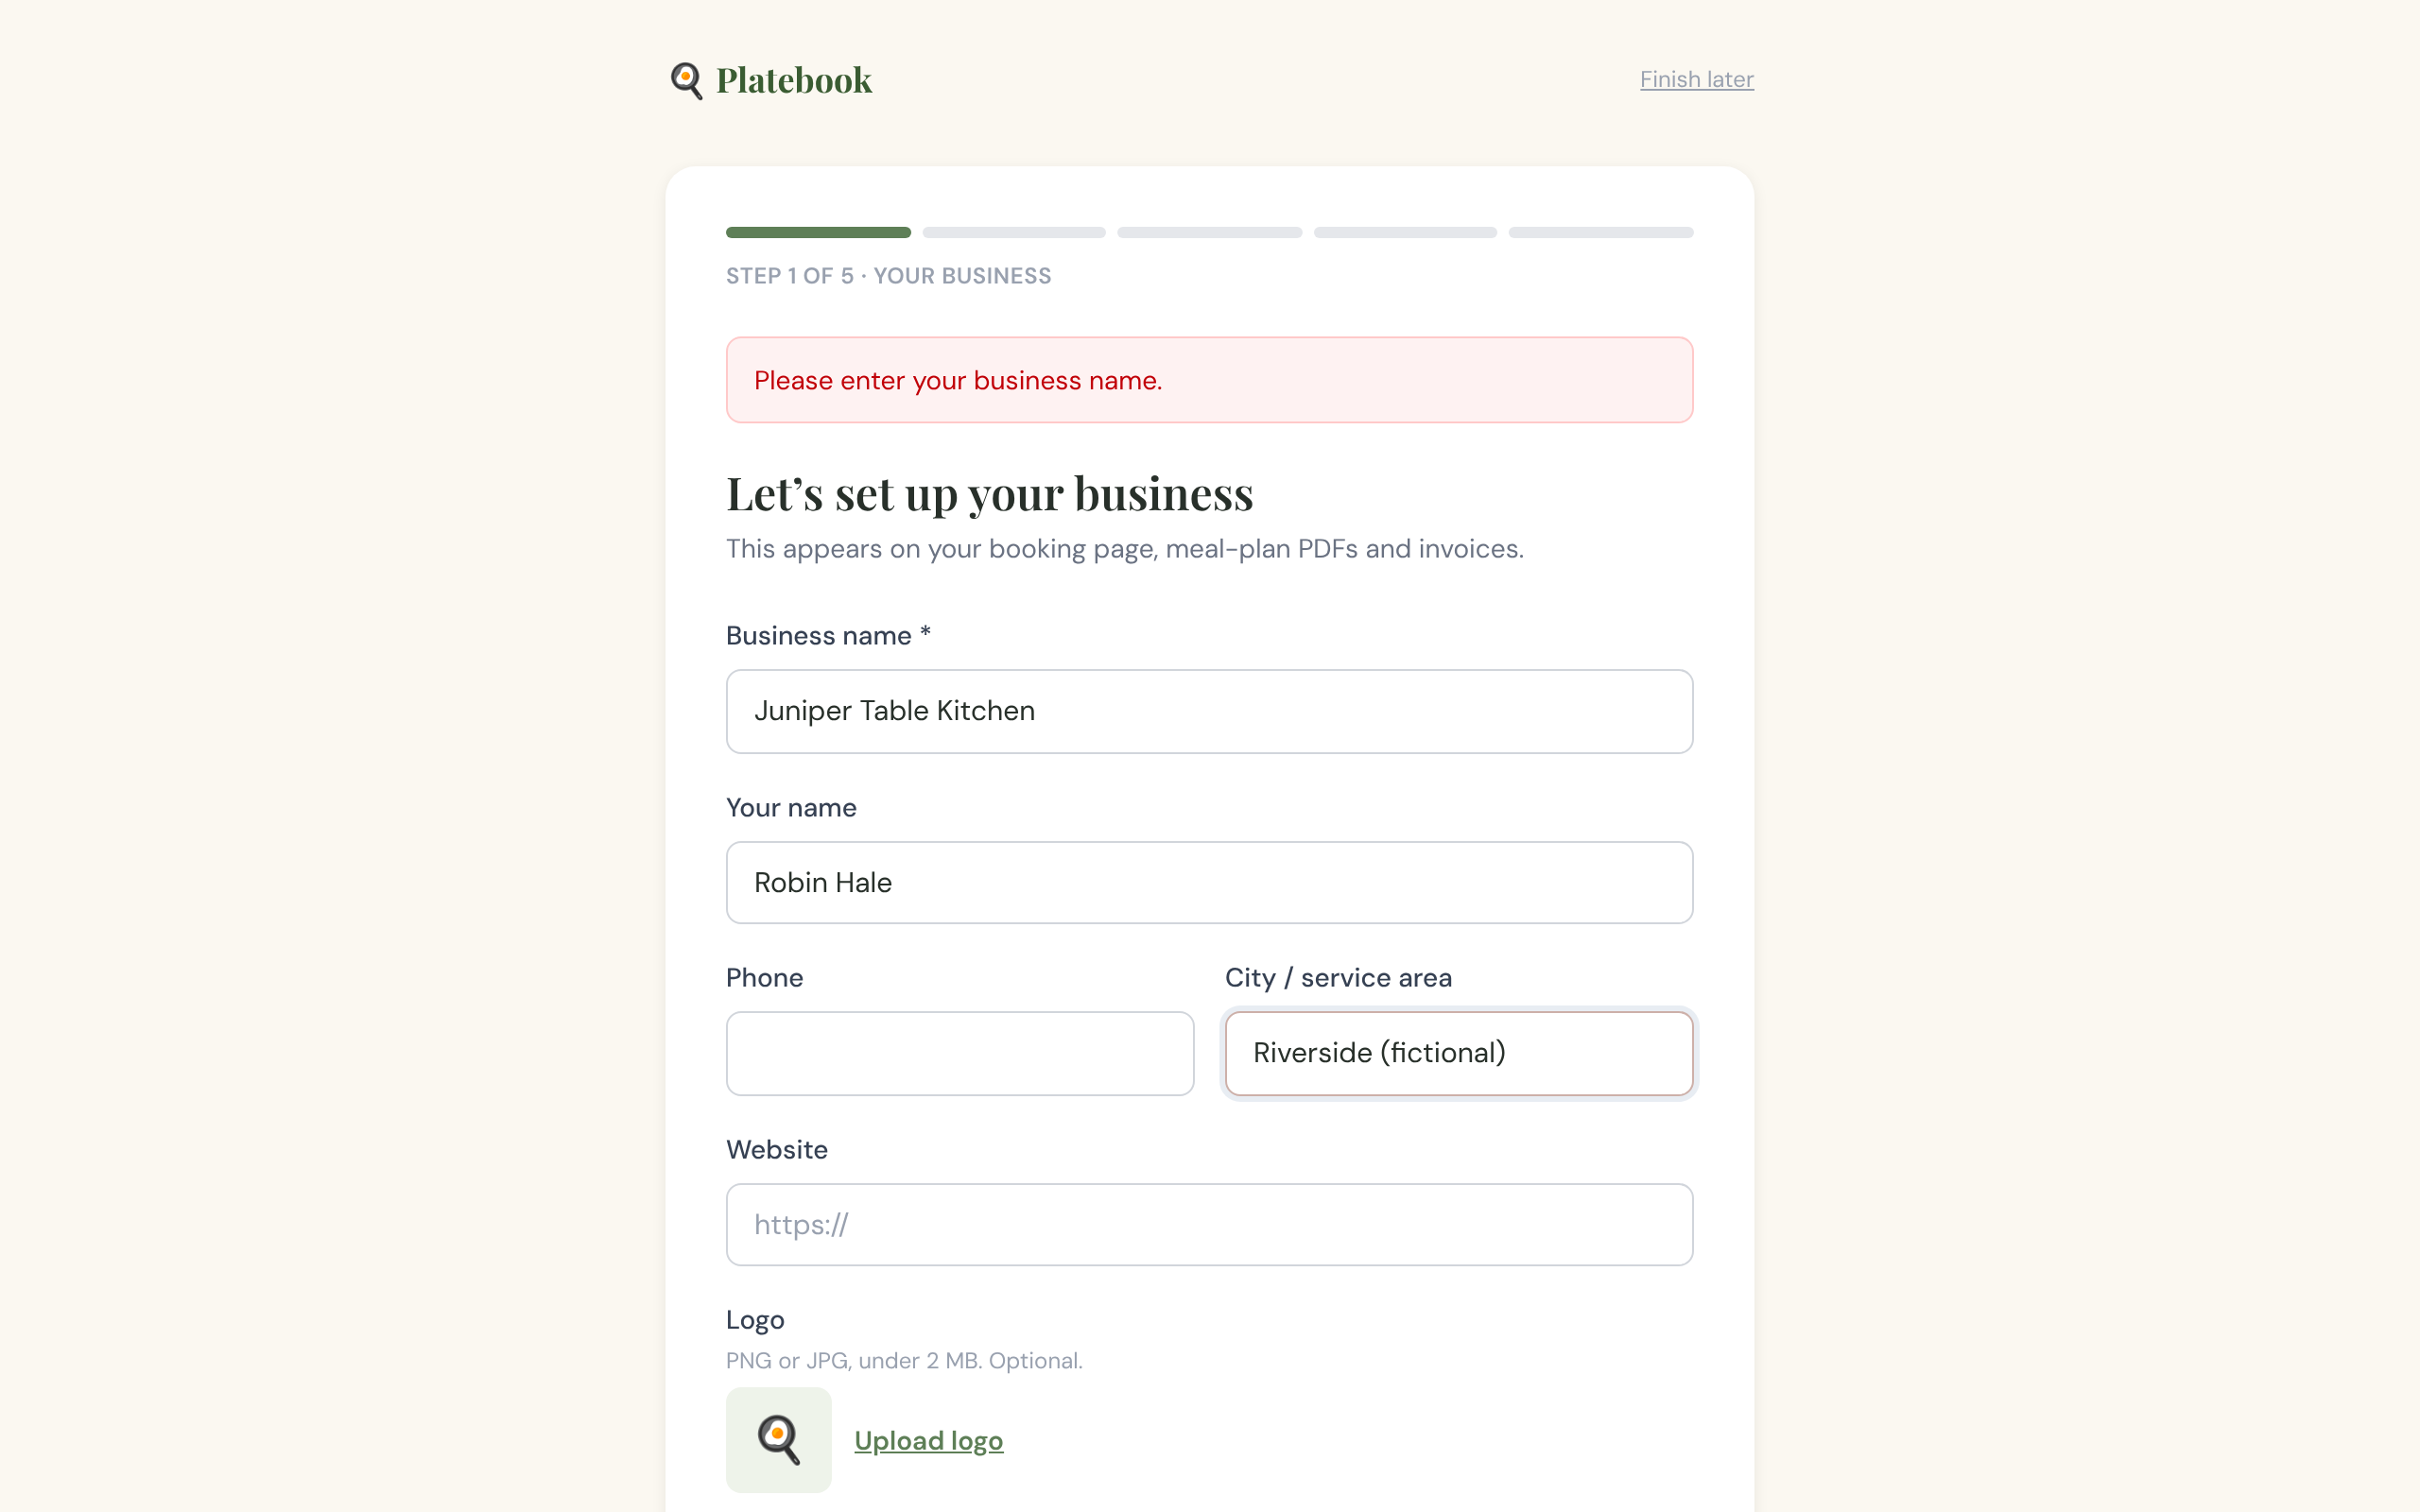 Platebook
Finish later
STEP 1 OF 5 · YOUR BUSINESS
Please enter your business name.
Let’s set up your business
This appears on your booking page, meal-plan PDFs and invoices.
Business name *
Juniper Table Kitchen
Your name
Robin Hale
Phone
City / service area
Riverside (fictional)
Website
https://
Logo
PNG or JPG, under 2 MB. Optional.
Upload logo